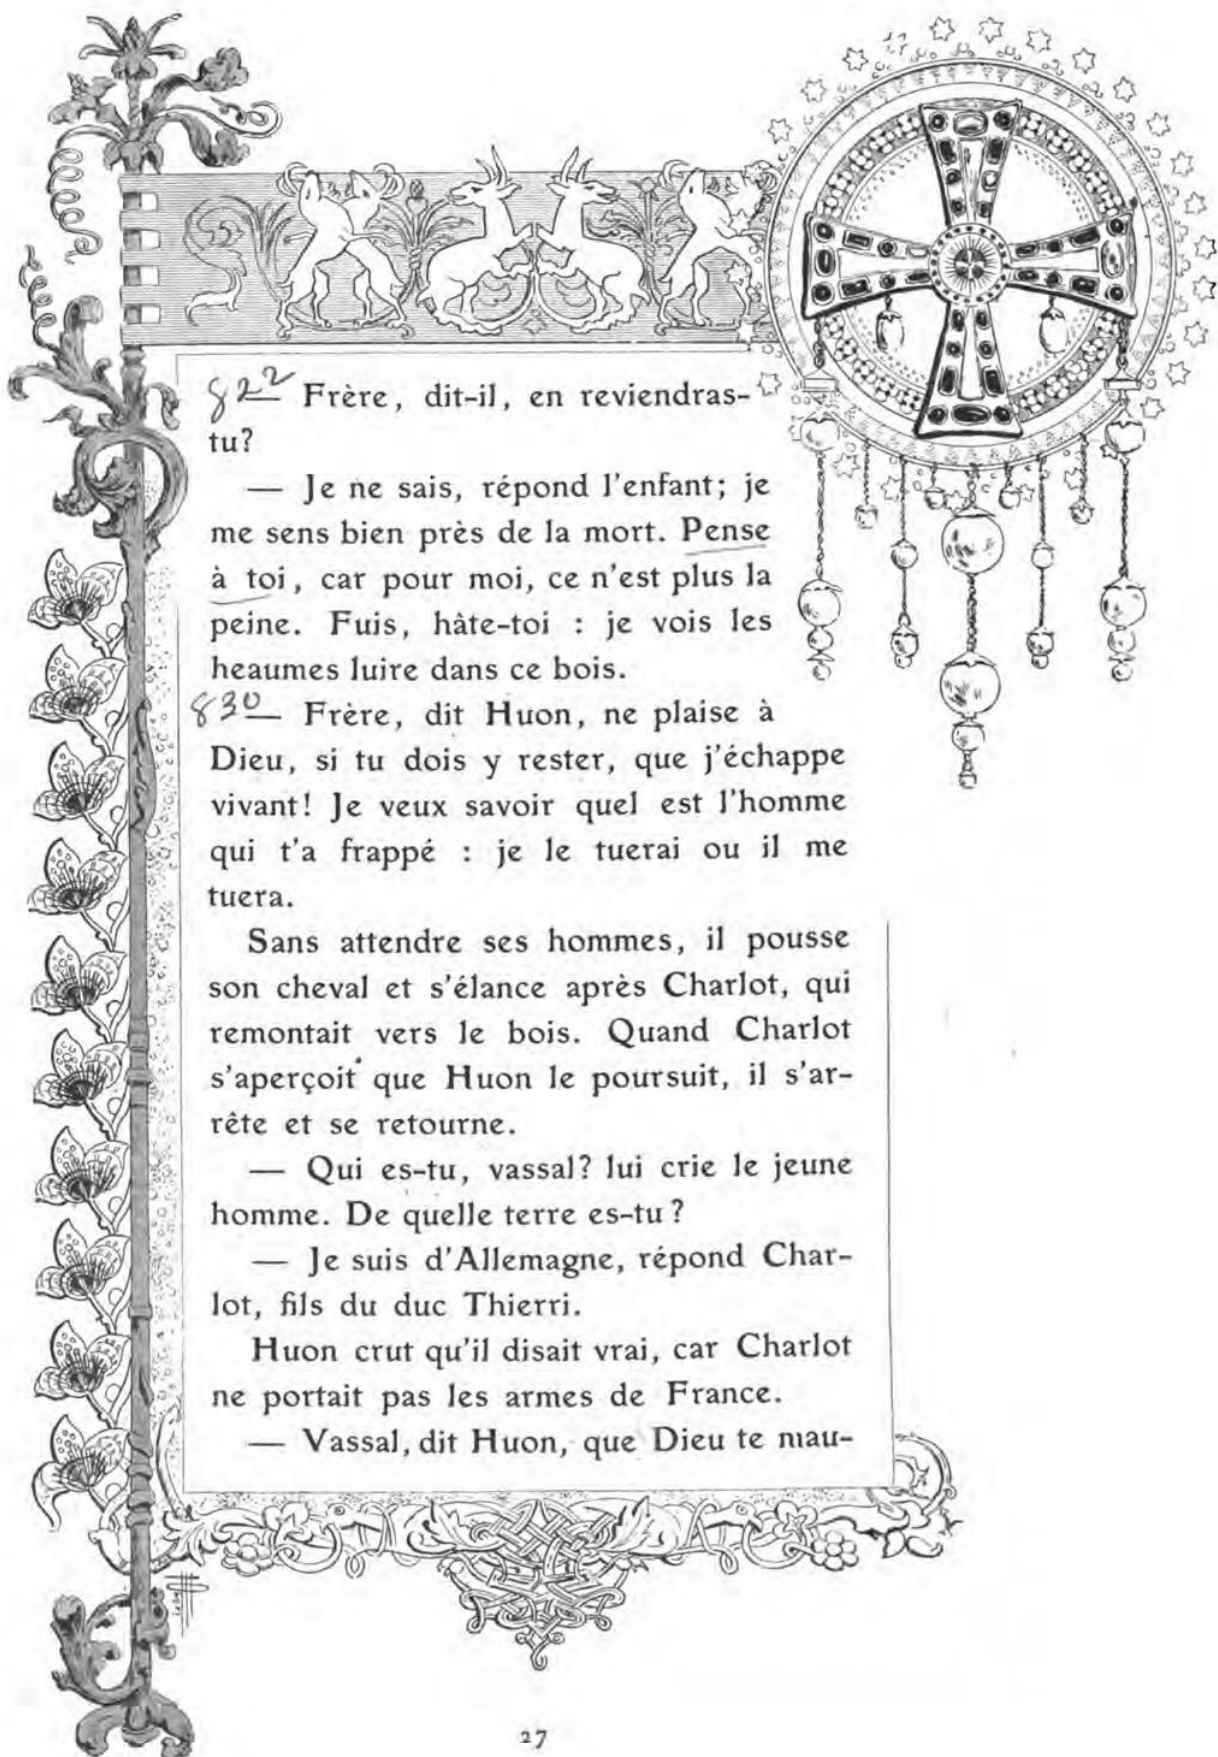 822 — Frère, dit-il, en reviendras-
tu?
— Je ne sais, répond l'enfant; je
me sens bien près de la mort. Pense
à toi, car pour moi, ce n'est plus la
peine. Fuis, hâte-toi : je vois les
heaumes luire dans ce bois.
830 — Frère, dit Huon, ne plaise à
Dieu, si tu dois y rester, que j'échappe
vivant! Je veux savoir quel est l'homme
qui t'a frappé : je le tuerai ou il me
tuera.
Sans attendre ses hommes, il pousse
son cheval et s'élance après Charlot, qui
remontait vers le bois. Quand Charlot
s'aperçoit que Huon le poursuit, il s'ar-
rête et se retourne.
— Qui es-tu, vassal? lui crie le jeune
homme. De quelle terre es-tu?
— Je suis d'Allemagne, répond Char-
lot, fils du duc Thierri.
Huon crut qu'il disait vrai, car Charlot
ne portait pas les armes de France.
— Vassal, dit Huon, que Dieu te mau-
27